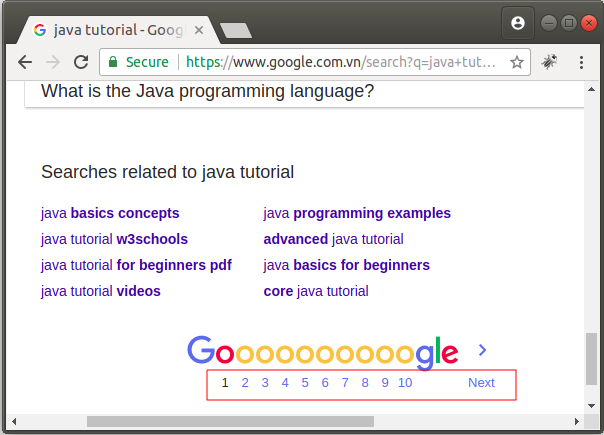 java tutorial - Goog
Secure https://www.google.com.vn/search?q=java+tut...
What is the Java programming language?
Searches related to java tutorial
java basics concepts java programming examples
java tutorial w3schools advanced java tutorial
java tutorial for beginners pdf java basics for beginners
java tutorial videos core java tutorial
Goooooooooogle
1 2 3 4 5 6 7 8 9 10 Next